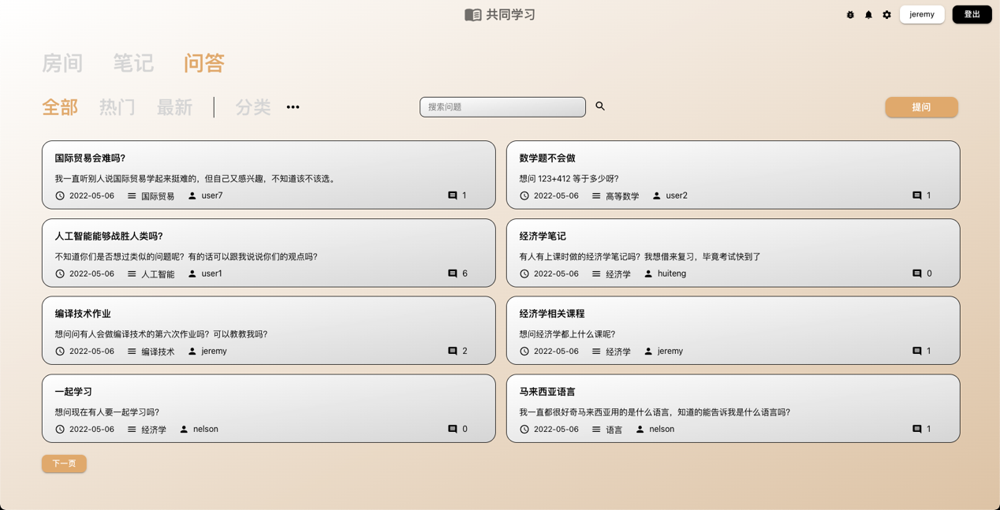 共同学习
jeremy
登出
房间 笔记 问答
全部 热门 最新 分类
搜索问题
提问
国际贸易会难吗?
我一直听别人说国际贸易学起来挺难的，但自己又感兴趣，不知道该不该选。
2022-05-06 国际贸易 user7 1
数学题不会做
想问 123+412 等于多少呀?
2022-05-06 高等数学 user2 1
人工智能能够战胜人类吗?
不知道你们是否想过类似的问题呢？有的话可以跟我说说你们的观点吗?
2022-05-06 人工智能 user1 6
经济学笔记
有人有上课时做的经济学笔记吗？我想借来复习，毕竟考试快到了
2022-05-06 经济学 huiteng 0
编译技术作业
想问问有人会做编译技术的第六次作业吗？可以教教我吗?
2022-05-06 编译技术 jeremy 2
经济学相关课程
想问经济学都上什么课呢?
2022-05-06 经济学 jeremy 1
一起学习
想问现在有人要一起学习吗?
2022-05-06 经济学 nelson 0
马来西亚语言
我一直都很好奇马来西亚用的是什么语言，知道的能告诉我是什么语言吗?
2022-05-06 语言 nelson 1
下一页